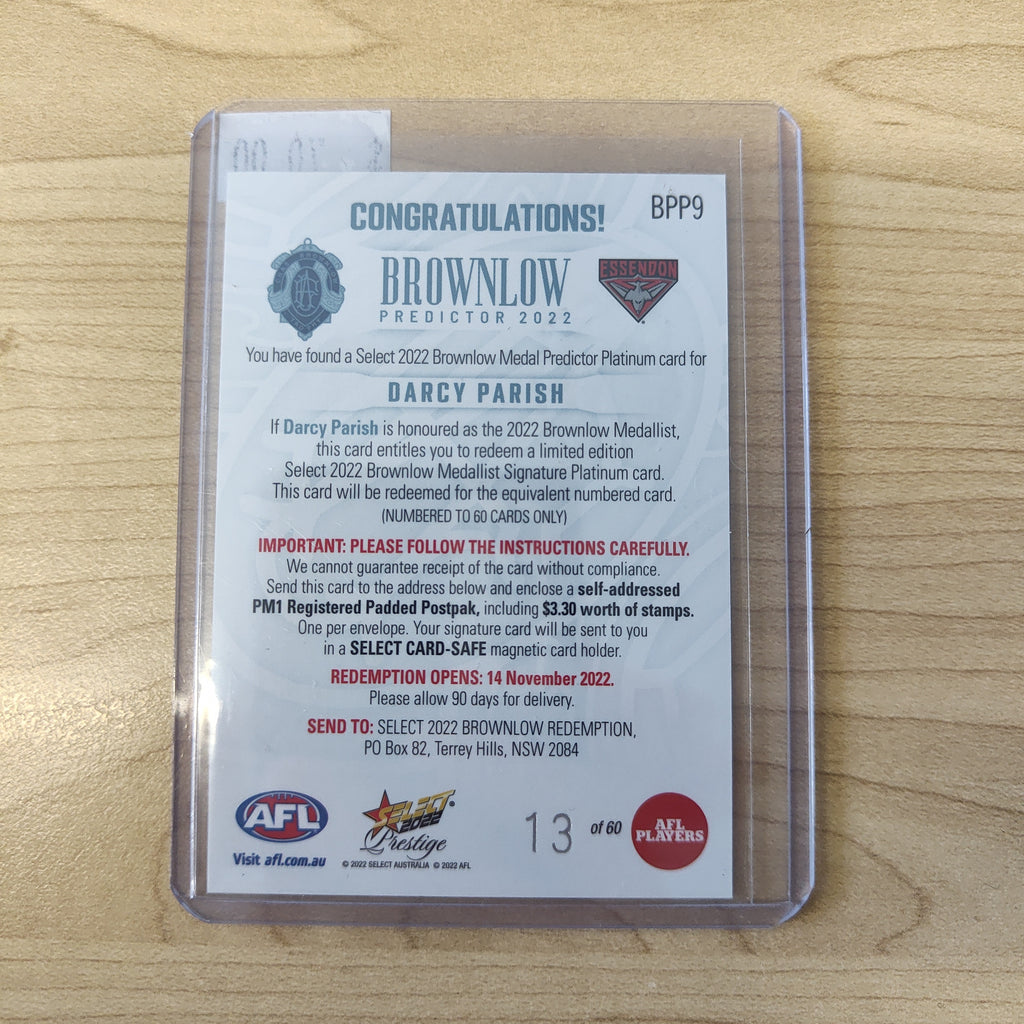 CONGRATULATIONS!
BPP9
BROWNLOW
PREDICTOR 2022
ESSENDON
You have found a Select 2022 Brownlow Medal Predictor Platinum card for
DARCY PARISH
If Darcy Parish is honoured as the 2022 Brownlow Medallist,
this card entitles you to redeem a limited edition
Select 2022 Brownlow Medallist Signature Platinum card.
This card will be redeemed for the equivalent numbered card.
(NUMBERED TO 60 CARDS ONLY)
IMPORTANT: PLEASE FOLLOW THE INSTRUCTIONS CAREFULLY.
We cannot guarantee receipt of the card without compliance.
Send this card to the address below and enclose a self-addressed
PM1 Registered Padded Postpak, including $3.30 worth of stamps.
One per envelope. Your signature card will be sent to you
in a SELECT CARD-SAFE magnetic card holder.
REDEMPTION OPENS: 14 November 2022.
Please allow 90 days for delivery.
SEND TO: SELECT 2022 BROWNLOW REDEMPTION,
PO Box 82, Terrey Hills, NSW 2084
AFL
Visit afl.com.au
SELECT
2022
Prestige
© 2022 SELECT AUSTRALIA © 2022 AFL
13 of 60
AFL
PLAYERS